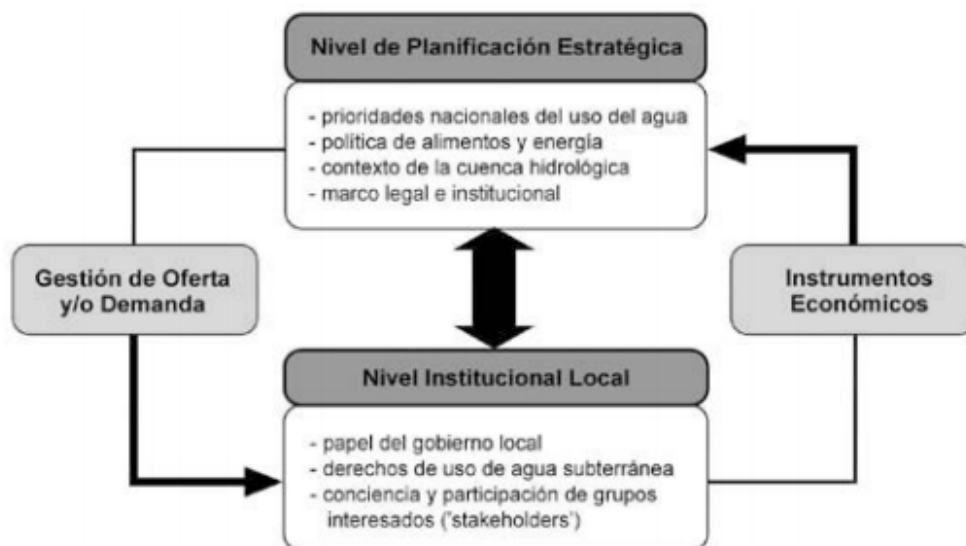 Nivel de Planificación Estratégica
- prioridades nacionales del uso del agua
- política de alimentos y energía
- contexto de la cuenca hidrológica
- marco legal e institucional
Gestión de Oferta
y/o Demanda
Instrumentos
Económicos
Nivel Institucional Local
- papel del gobierno local
- derechos de uso de agua subterránea
- conciencia y participación de grupos
interesados ('stakeholders')